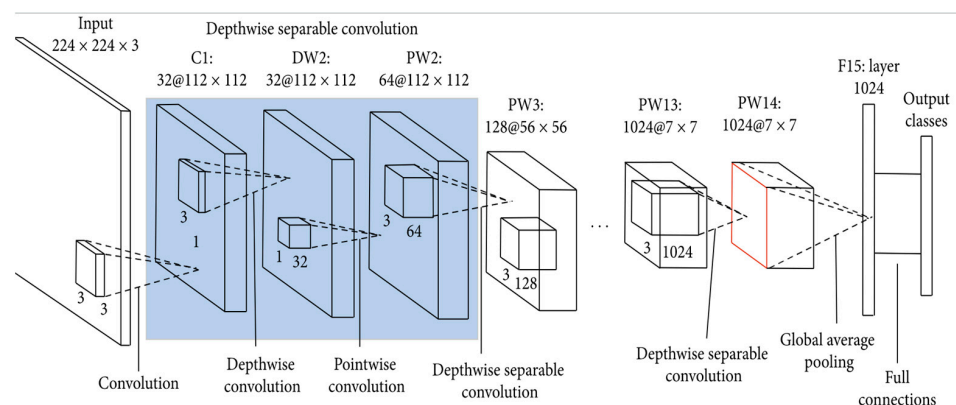 Input
224 × 224 × 3
Depthwise separable convolution
C1:
32@112 × 112
DW2:
32@112 × 112
PW2:
64@112 × 112
PW3:
128@56 × 56
PW13:
1024@7 × 7
PW14:
1024@7 × 7
F15: layer
1024
Output
classes
3
3
3
1
1
32
3
64
3
128
...
3
1024
Convolution
Depthwise
convolution
Pointwise
convolution
Depthwise separable
convolution
Depthwise separable
convolution
Global average
pooling
Full
connections